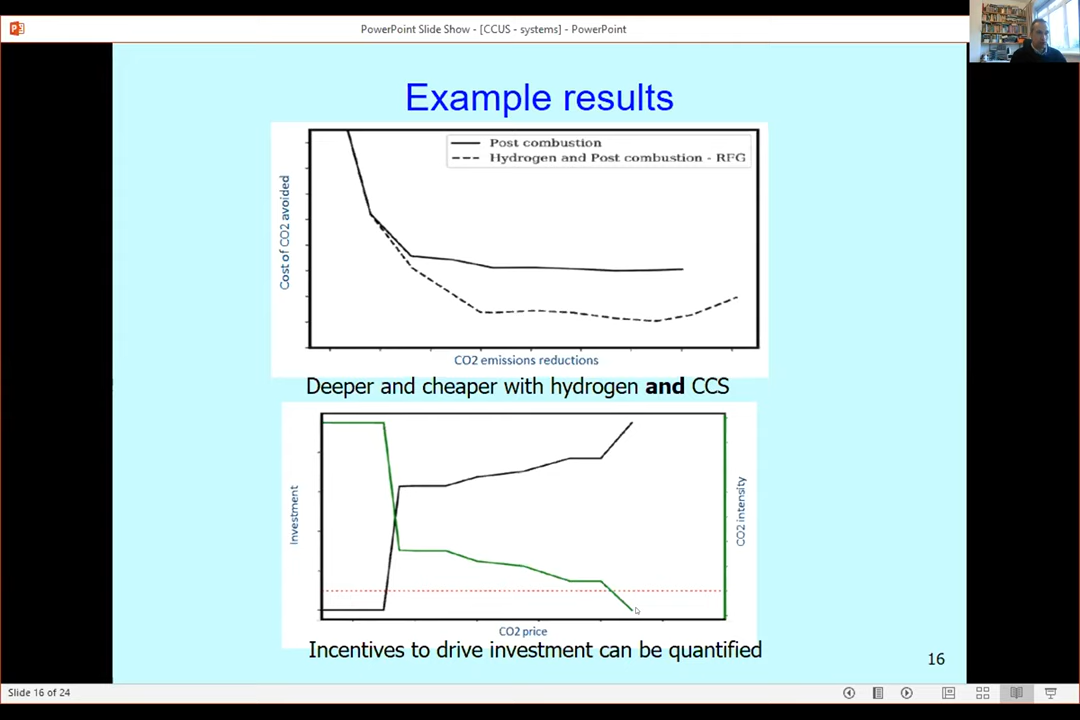 PowerPoint Slide Show - [CCUS - systems] - PowerPoint
Example results
Post combustion
Hydrogen and Post combustion - RFG
Cost of CO2 avoided
CO2 emissions reductions
Deeper and cheaper with hydrogen and CCS
Investment
CO2 intensity
CO2 price
Incentives to drive investment can be quantified
16
Slide 16 of 24